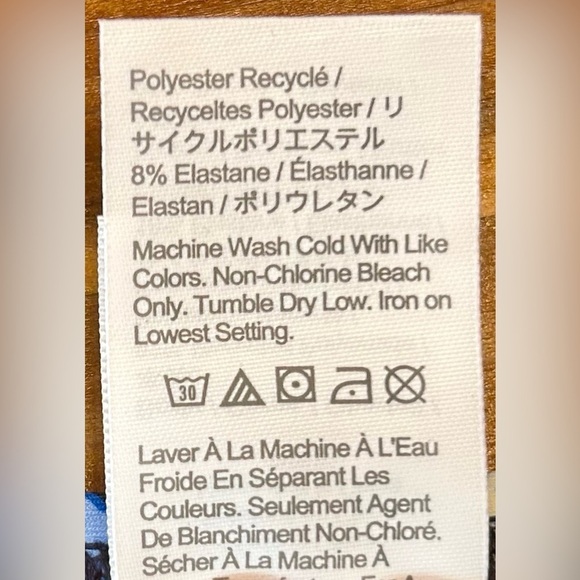 Polyester Recyclé /
Recyceltes Polyester / リ
サイクルポリエステル
8% Elastane / Élasthanne /
Elastan / ポリウレタン
Machine Wash Cold With Like
Colors. Non-Chlorine Bleach
Only. Tumble Dry Low. Iron on
Lowest Setting.
30
Laver À La Machine À L'Eau
Froide En Séparant Les
Couleurs. Seulement Agent
De Blanchiment Non-Chloré.
Sécher À La Machine À